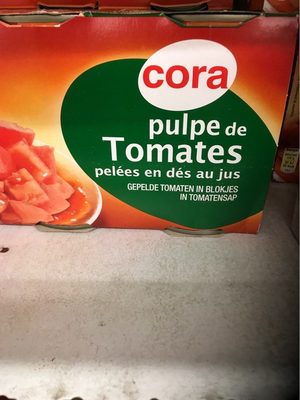 cora
pulpe de
Tomates
pelées en dés au jus
GEPELDE TOMATEN IN BLOKJES
IN TOMATENSAP